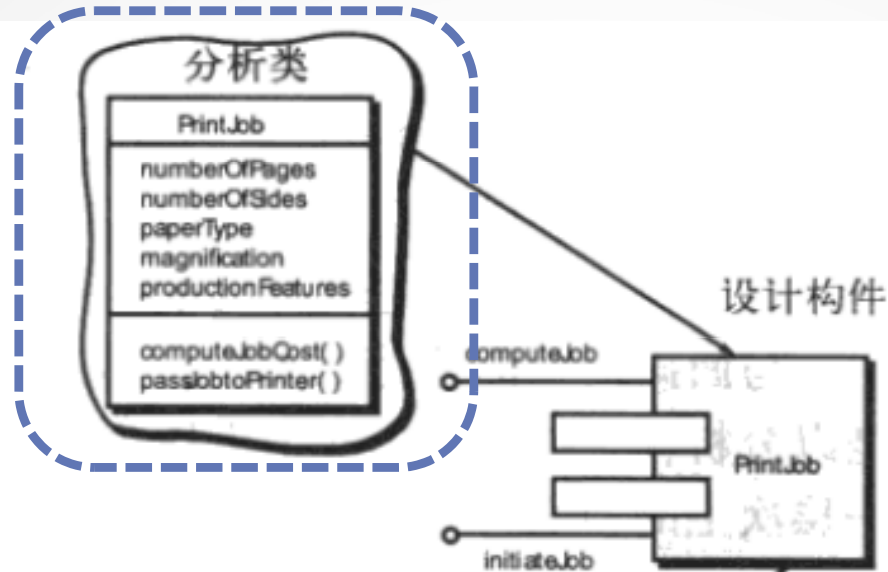 分析类
PrintJob
numberOfPages
numberOfSides
paperType
magnification
productionFeatures
computeJobCost( )
passJobtoPrinter( )
设计构件
computeJob
PrintJob
initiateJob